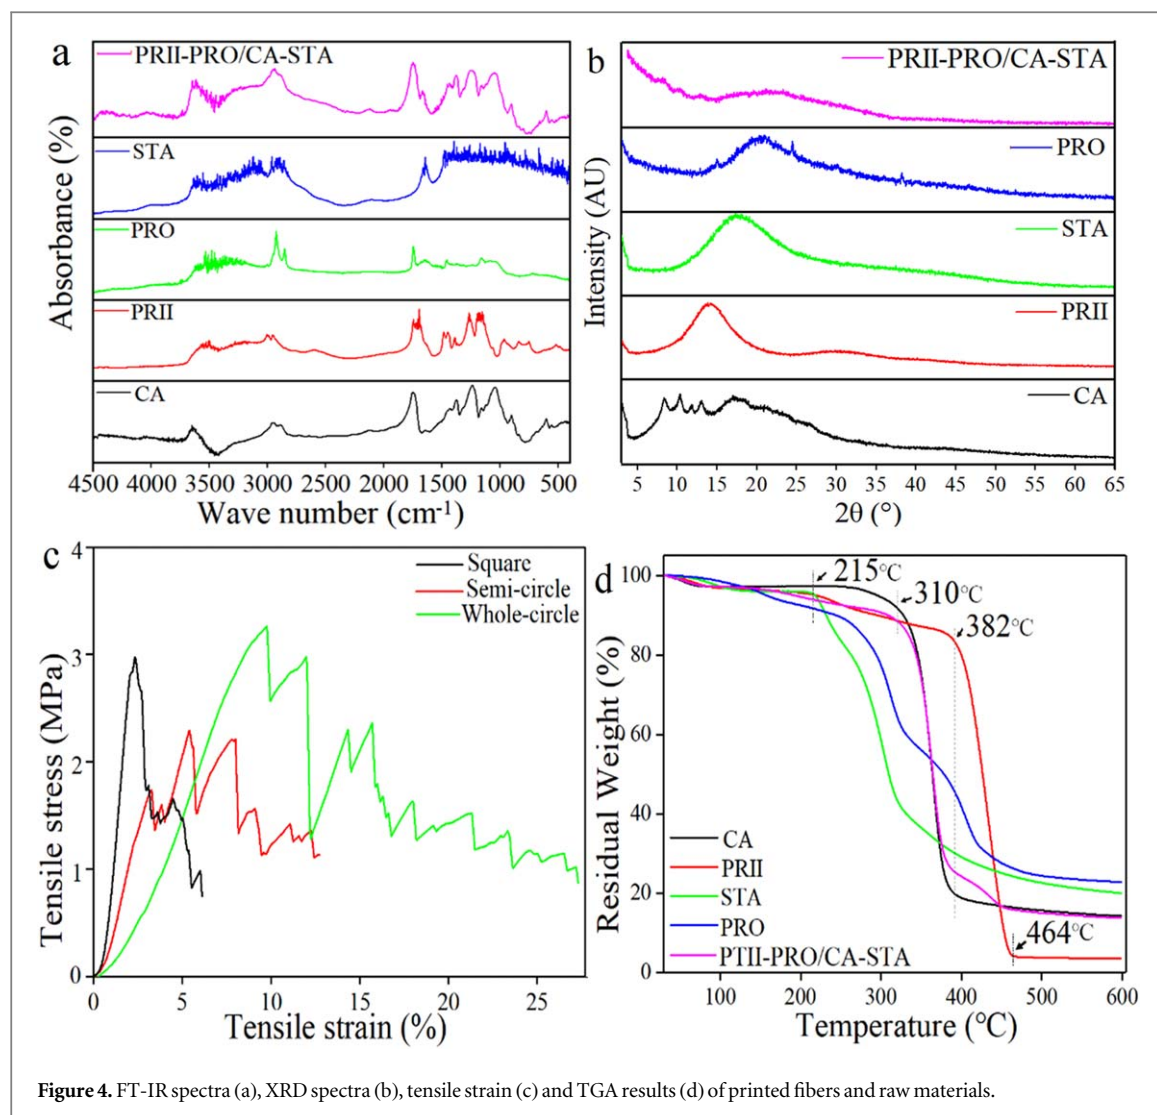 a
PRII-PRO/CA-STA
STA
PRO
PRII
CA
Absorbance (%)
4500 4000 3500 3000 2500 2000 1500 1000 500
Wave number (cm⁻¹)
b
PRII-PRO/CA-STA
PRO
STA
PRII
CA
Intensity (AU)
5 10 15 20 25 30 35 40 45 50 55 60 65
2θ (°)
c
Square
Semi-circle
Whole-circle
4
3
2
1
0
Tensile stress (MPa)
0 5 10 15 20 25
Tensile strain (%)
d
215℃
310℃
382℃
464℃
CA
PRII
STA
PRO
PTII-PRO/CA-STA
100
80
60
40
20
0
Residual Weight (%)
100 200 300 400 500 600
Temperature (℃)
Figure 4. FT-IR spectra (a), XRD spectra (b), tensile strain (c) and TGA results (d) of printed fibers and raw materials.